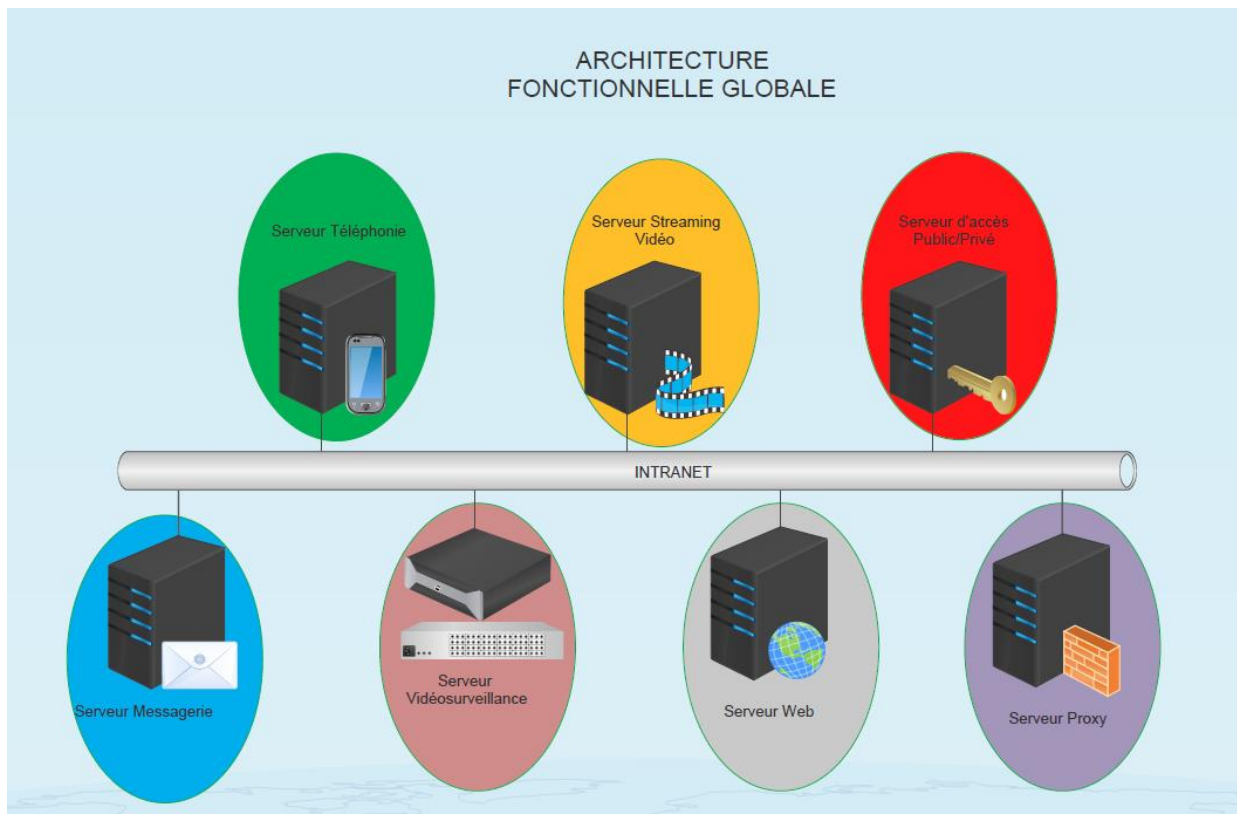 ARCHITECTURE
FONCTIONNELLE GLOBALE
Serveur Téléphonie
Serveur Streaming
Vidéo
Serveur d'accès
Public/Privé
INTRANET
Serveur Messagerie
Serveur
Vidéosurveillance
Serveur Web
Serveur Proxy